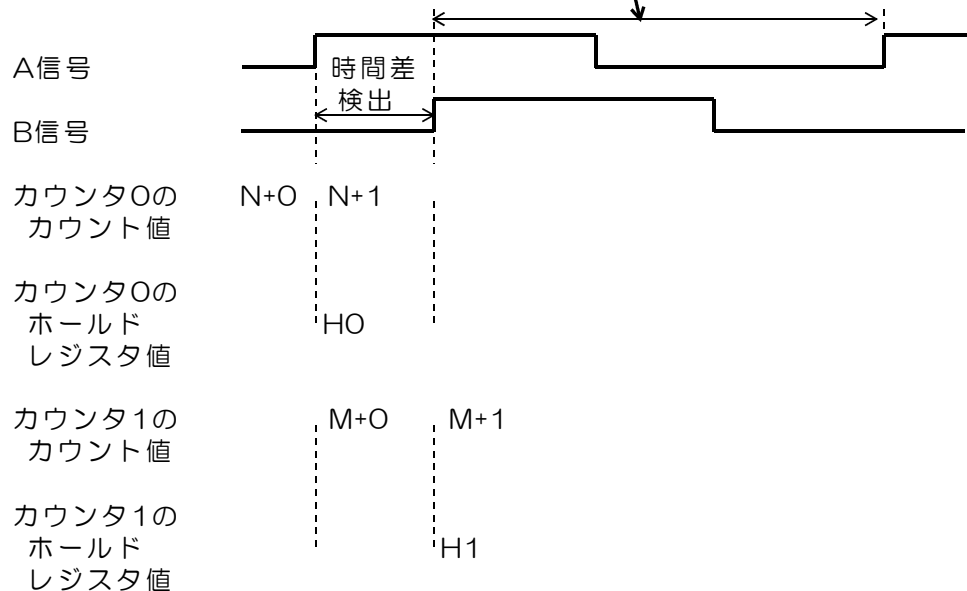 A信号
時間差
検出
B信号
カウンタ0の
カウント値
N+0 N+1
カウンタ0の
ホールド
レジスタ値
H0
カウンタ1の
カウント値
M+0 M+1
カウンタ1の
ホールド
レジスタ値
H1